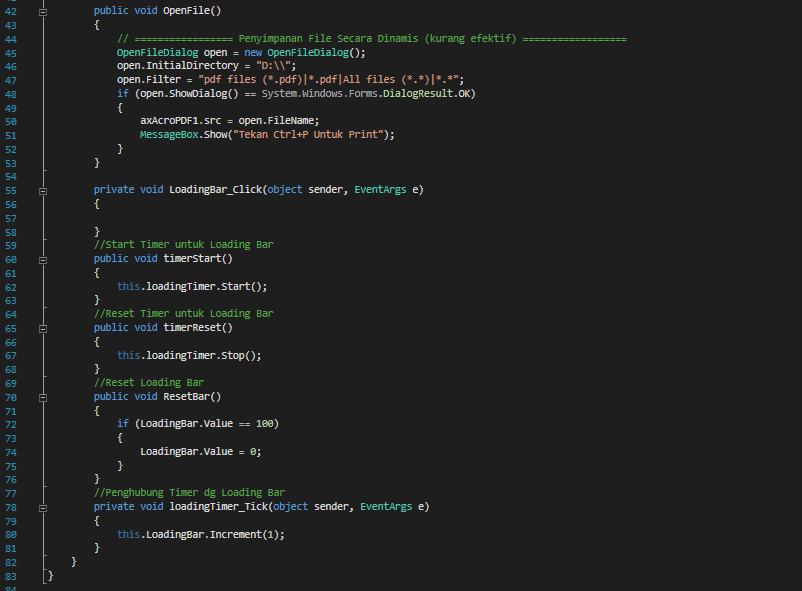 42 public void OpenFile()
43 {
44 // ================= Penyimpanan File Secara Dinamis (kurang efektif) ==================
45 OpenFileDialog open = new OpenFileDialog();
46 open.InitialDirectory = "D:\\";
47 open.Filter = "pdf files (*.pdf)|*.pdf|All files (*.*)|*.*";
48 if (open.ShowDialog() == System.Windows.Forms.DialogResult.OK)
49 {
50 axAcroPDF1.src = open.FileName;
51 MessageBox.Show("Tekan Ctrl+P Untuk Print");
52 }
53 }
54
55 private void LoadingBar_Click(object sender, EventArgs e)
56 {
57
58 }
59 //Start Timer untuk Loading Bar
60 public void timerStart()
61 {
62 this.loadingTimer.Start();
63 }
64 //Reset Timer untuk Loading Bar
65 public void timerReset()
66 {
67 this.loadingTimer.Stop();
68 }
69 //Reset Loading Bar
70 public void ResetBar()
71 {
72 if (LoadingBar.Value == 100)
73 {
74 LoadingBar.Value = 0;
75 }
76 }
77 //Penghubung Timer dg Loading Bar
78 private void loadingTimer_Tick(object sender, EventArgs e)
79 {
80 this.LoadingBar.Increment(1);
81 }
82 }
83 }
84